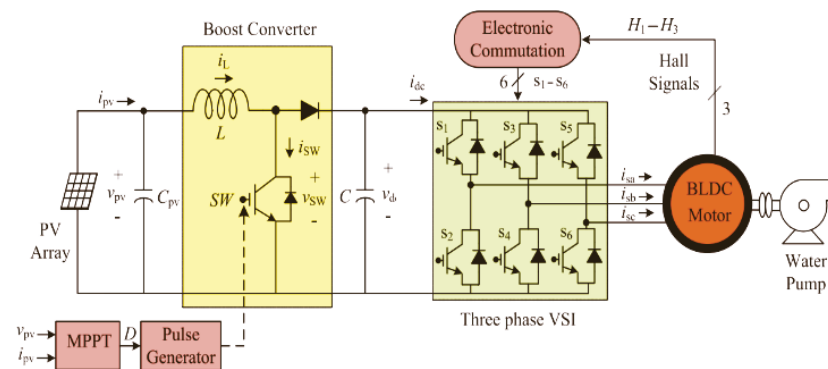 Boost Converter
Electronic
Commutation
H1–H3
Hall
Signals
3
6
s1–s6
iL
ipv
L
idc
iSW
+
vpv
-
Cpv
SW
+
vSW
-
C
+
vd
-
s1
s3
s5
s2
s4
s6
isa
isb
isc
BLDC
Motor
Water
Pump
PV
Array
Three phase VSI
vpv
ipv
MPPT
D
Pulse
Generator